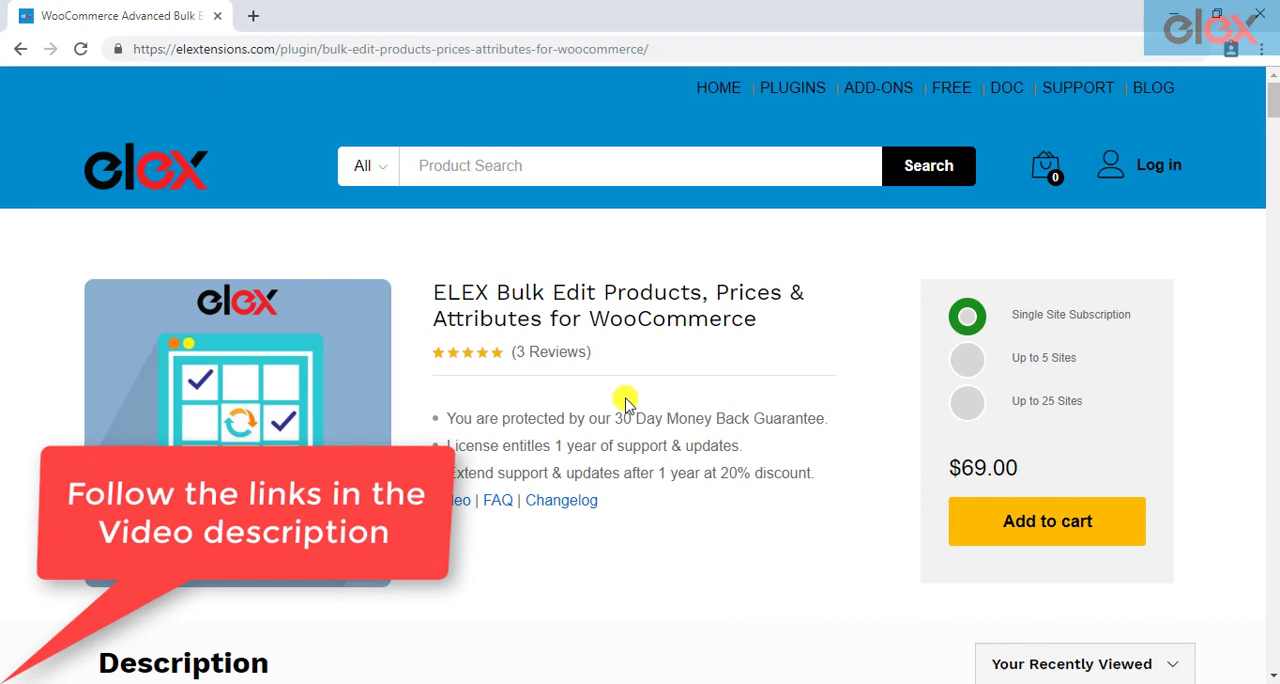 WooCommerce Advanced Bulk E
elex
https://elextensions.com/plugin/bulk-edit-products-prices-attributes-for-woocommerce/
HOME | PLUGINS | ADD-ONS | FREE | DOC | SUPPORT | BLOG
elex
All
Product Search
Search
0
Log in
elex
ELEX Bulk Edit Products, Prices &
Attributes for WooCommerce
(3 Reviews)
You are protected by our 30 Day Money Back Guarantee.
License entitles 1 year of support & updates.
Extend support & updates after 1 year at 20% discount.
| FAQ | Changelog
Single Site Subscription
Up to 5 Sites
Up to 25 Sites
$69.00
Add to cart
Follow the links in the
Video description
Description
Your Recently Viewed